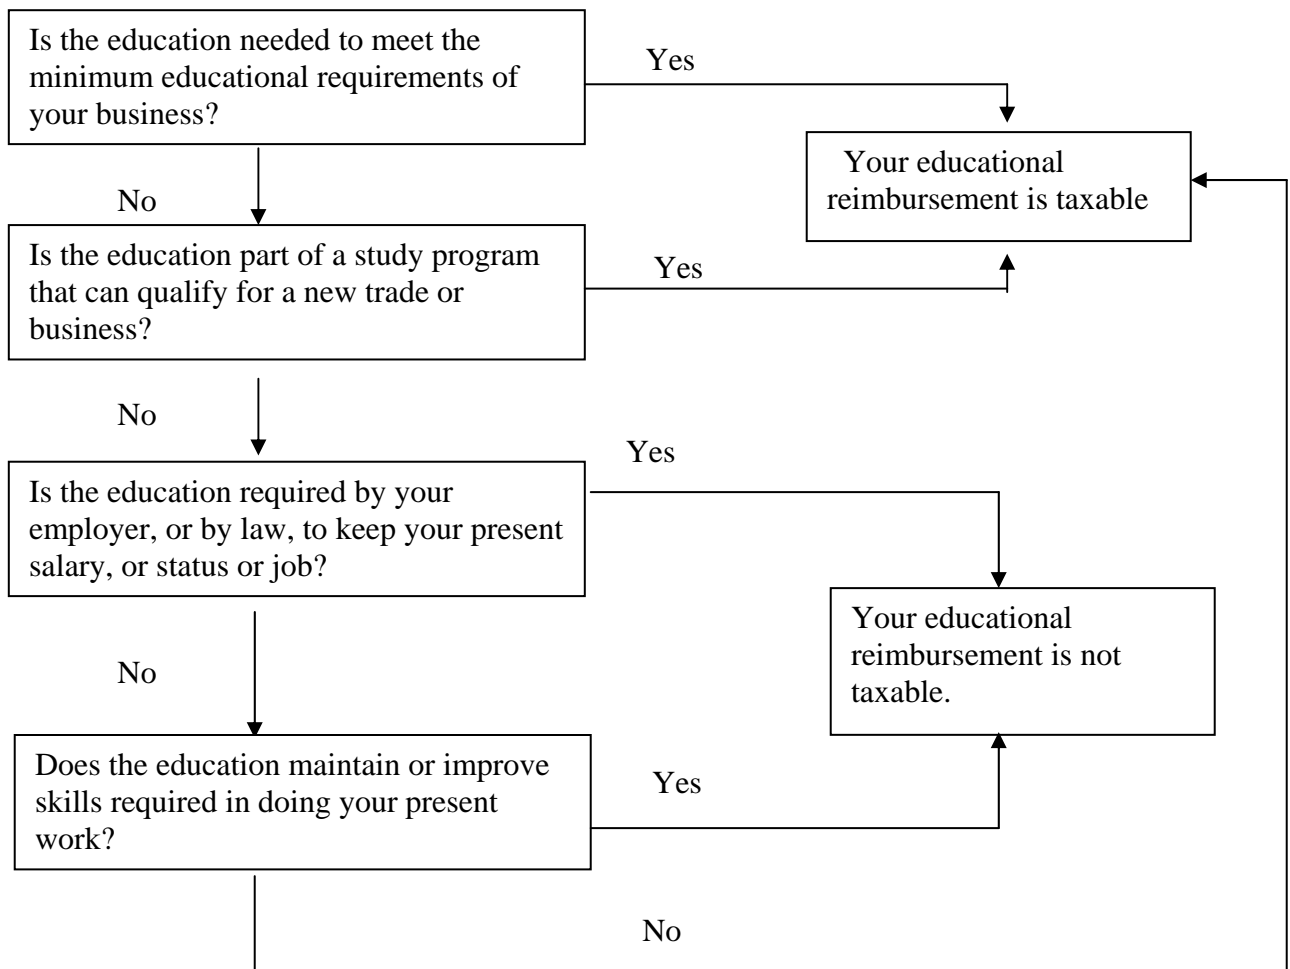 Is the education needed to meet the
minimum educational requirements of
your business?
Yes
Your educational
reimbursement is taxable
No
Is the education part of a study program
that can qualify for a new trade or
business?
Yes
No
Is the education required by your
employer, or by law, to keep your present
salary, or status or job?
Yes
Your educational
reimbursement is not
taxable.
No
Does the education maintain or improve
skills required in doing your present
work?
Yes
No